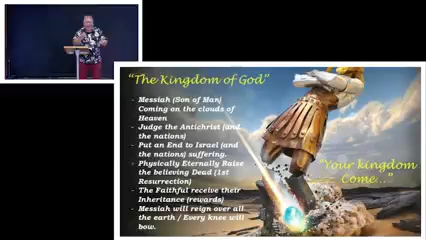 "The Kingdom of God"
- Messiah (Son of Man)
Coming on the clouds of
Heaven
- Judge the Antichrist (and
the nations)
- Put an End to Israel (and
the nations) suffering.
- Physically Eternally Raise
the believing Dead (1st
Resurrection)
- The Faithful receive their
Inheritance (rewards)
- Messiah will reign over all
the earth / Every knee will
bow.
"Your kingdom
Come..."